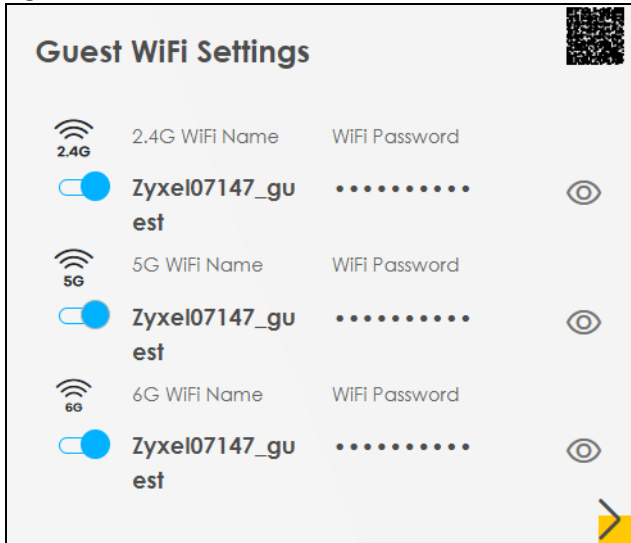 Guest WiFi Settings
2.4G
2.4G WiFi Name WiFi Password
Zyxel07147_gu ••••••••••
est
5G
5G WiFi Name WiFi Password
Zyxel07147_gu ••••••••••
est
6G
6G WiFi Name WiFi Password
Zyxel07147_gu ••••••••••
est